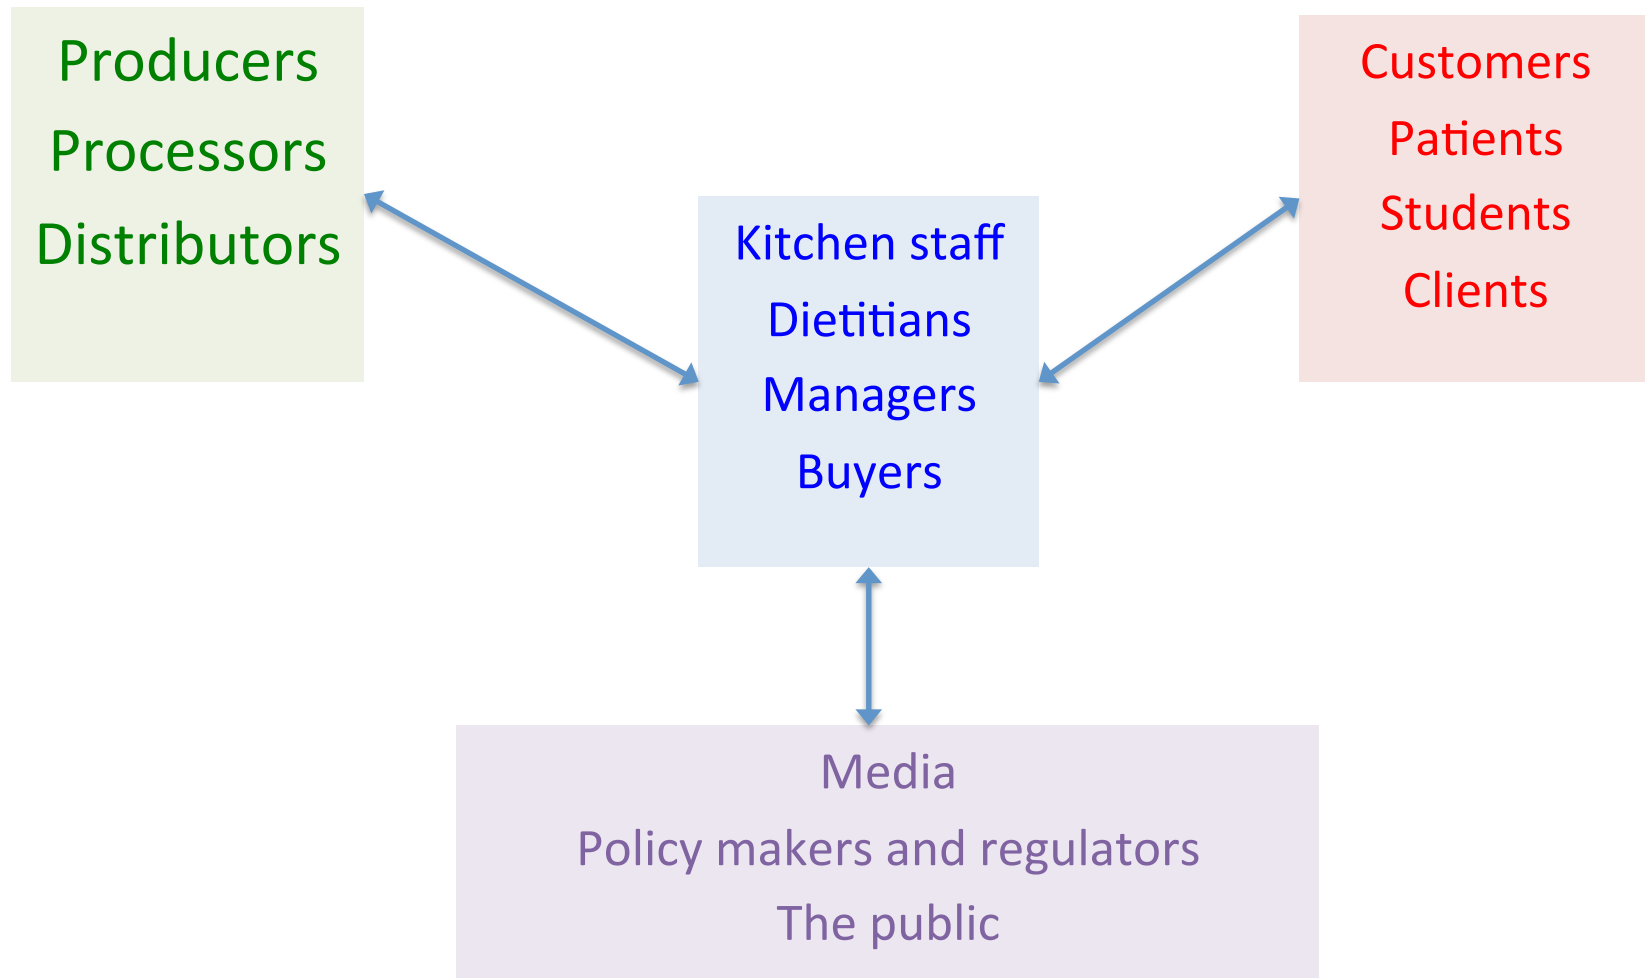 Producers
Processors
Distributors
Kitchen staff
Dietitians
Managers
Buyers
Customers
Patients
Students
Clients
Media
Policy makers and regulators
The public